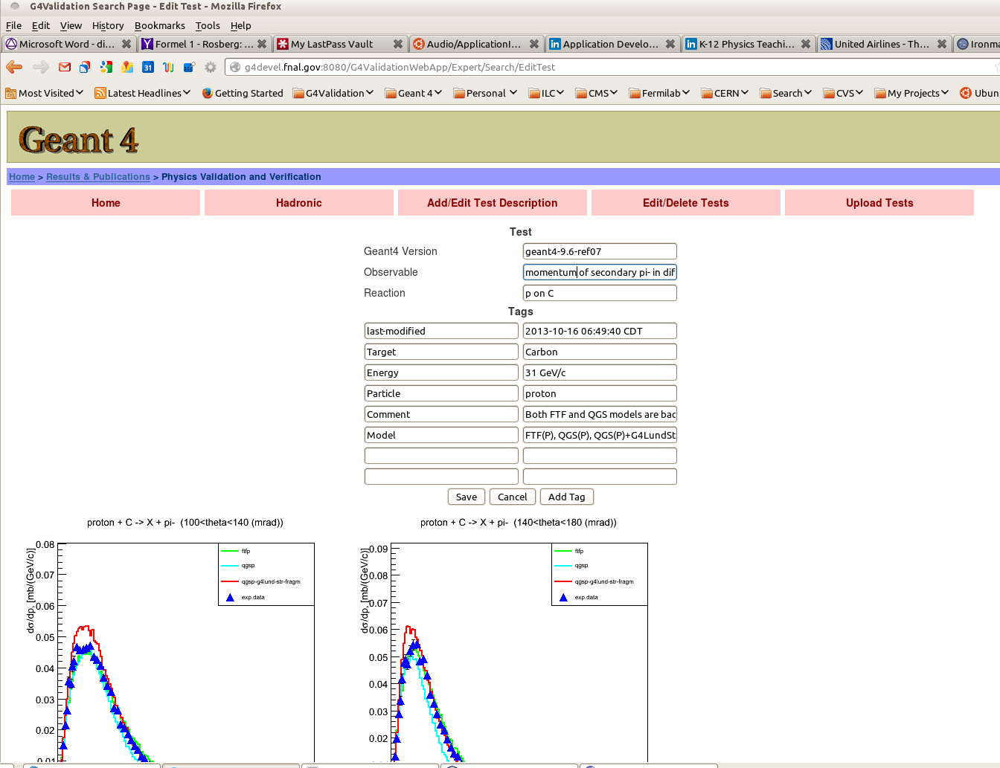 G4Validation Search Page - Edit Test - Mozilla Firefox
File Edit View History Bookmarks Tools Help
Microsoft Word - di... Formel 1 - Rosberg: ... My LastPass Vault Audio/ApplicationI... Application Develo... K-12 Physics Teachi... United Airlines - Th... Ironma
g4devel.fnal.gov:8080/G4ValidationWebApp/Expert/Search/EditTest
Most Visited Latest Headlines Getting Started G4Validation Geant 4 Personal ILC CMS Fermilab CERN Search CVS My Projects Ubun
Geant 4
Home > Results & Publications > Physics Validation and Verification
Home Hadronic Add/Edit Test Description Edit/Delete Tests Upload Tests
Test
Geant4 Version geant4-9.6-ref07
Observable momentum of secondary pi- in dif
Reaction p on C
Tags
last-modified 2013-10-16 06:49:40 CDT
Target Carbon
Energy 31 GeV/c
Particle proton
Comment Both FTF and QGS models are bac
Model FTF(P), QGS(P), QGS(P)+G4LundSt
Save Cancel Add Tag
proton + C -> X + pi- (100<theta<140 (mrad))
dσ/dp, [mb/(GeV/c)]
0.08
0.07
0.06
0.05
0.04
0.03
0.02
0.01
ftfp
qgsp
qgsp-g4lund-str-fragm
exp.data
proton + C -> X + pi- (140<theta<180 (mrad))
dσ/dp, [mb/(GeV/c)]
0.09
0.08
0.07
0.06
0.05
0.04
0.03
0.02
ftfp
qgsp
qgsp-g4lund-str-fragm
exp.data